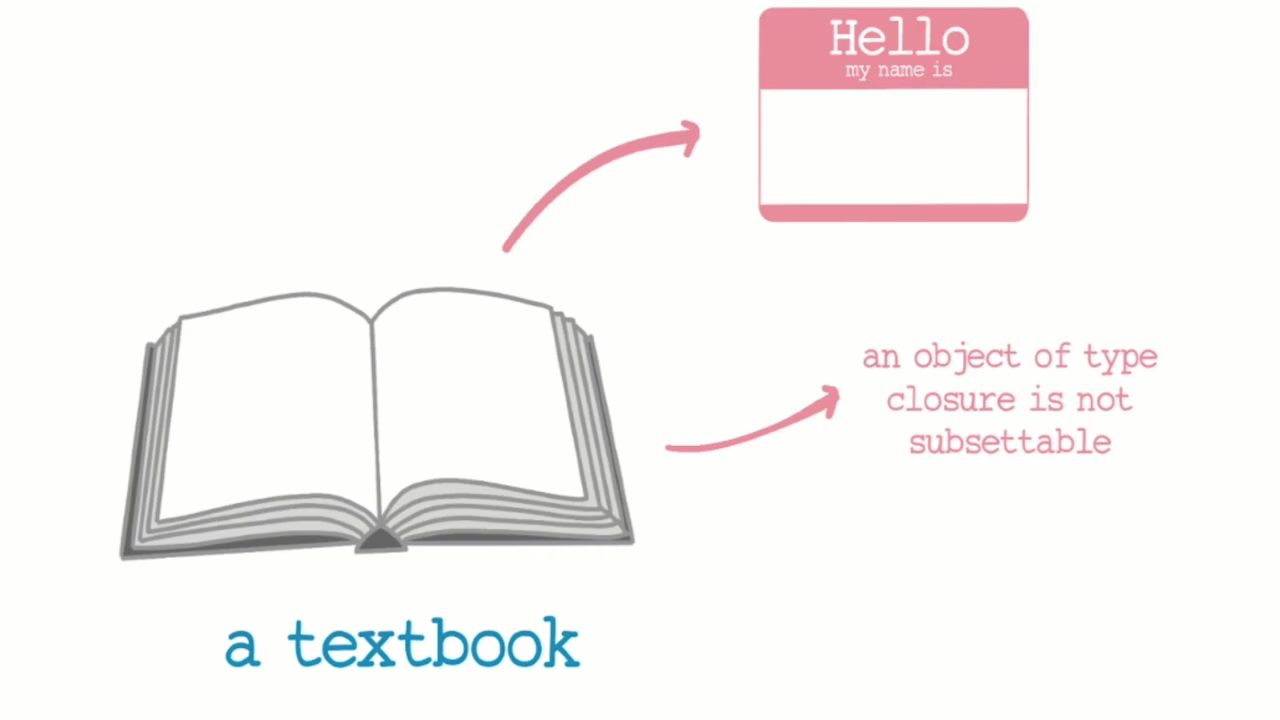 Hello
my name is
an object of type
closure is not
subsettable
a textbook